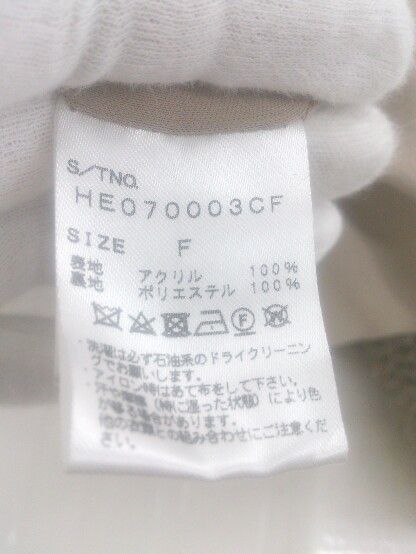 S/TNO.
HE070003CF
SIZE F
表地 アクリル 100%
裏地 ポリエステル 100%
・洗濯は必ず石油系のドライクリーニン
グでお願いします。
・アイロン時はあて布をして下さい。
(特に湿った状態)により色
が移る場合があります。
他の衣類との組み合わせにご注意くだ
さい。